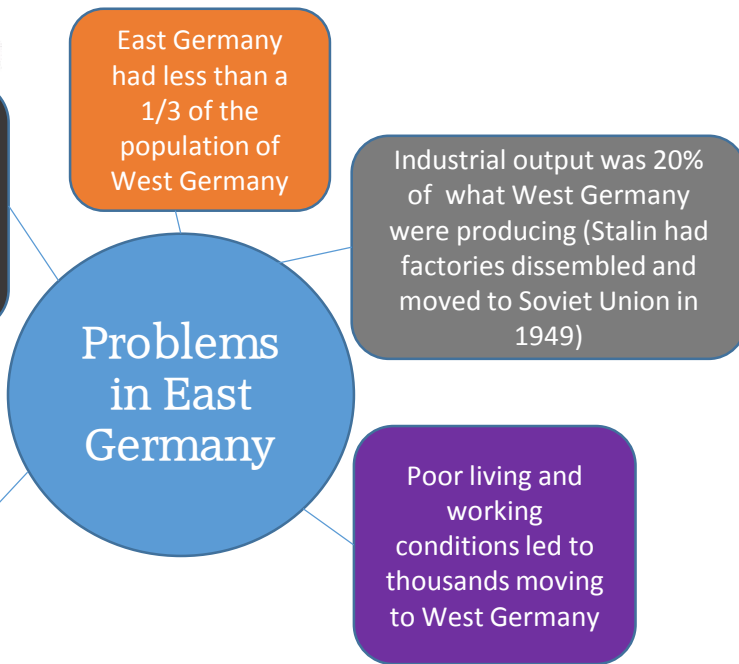 East Germany
had less than a
1/3 of the
population of
West Germany
Industrial output was 20%
of what West Germany
were producing (Stalin had
factories dissembled and
moved to Soviet Union in
1949)
Problems
in East
Germany
Poor living and
working
conditions led to
thousands moving
to West Germany